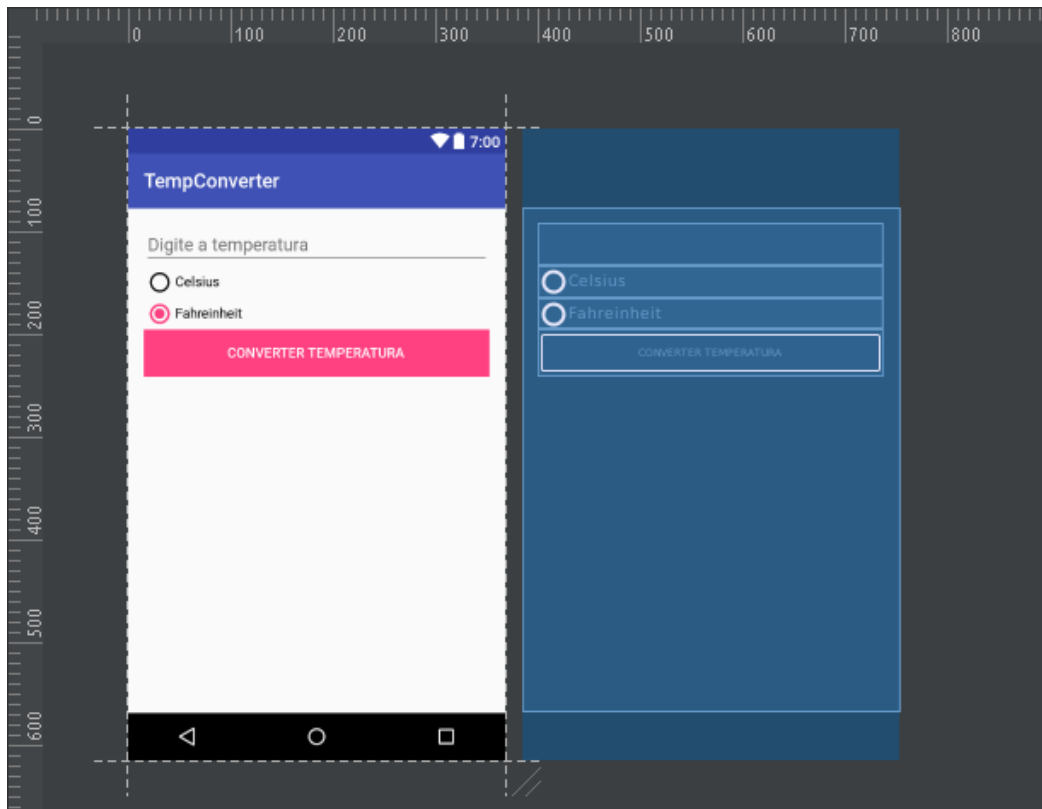 0 100 200 300 400 500 600 700 800
0
100
200
300
400
500
600
7:00
TempConverter
Digite a temperatura
Celsius
Fahreinheit
CONVERTER TEMPERATURA
Celsius
Fahreinheit
CONVERTER TEMPERATURA